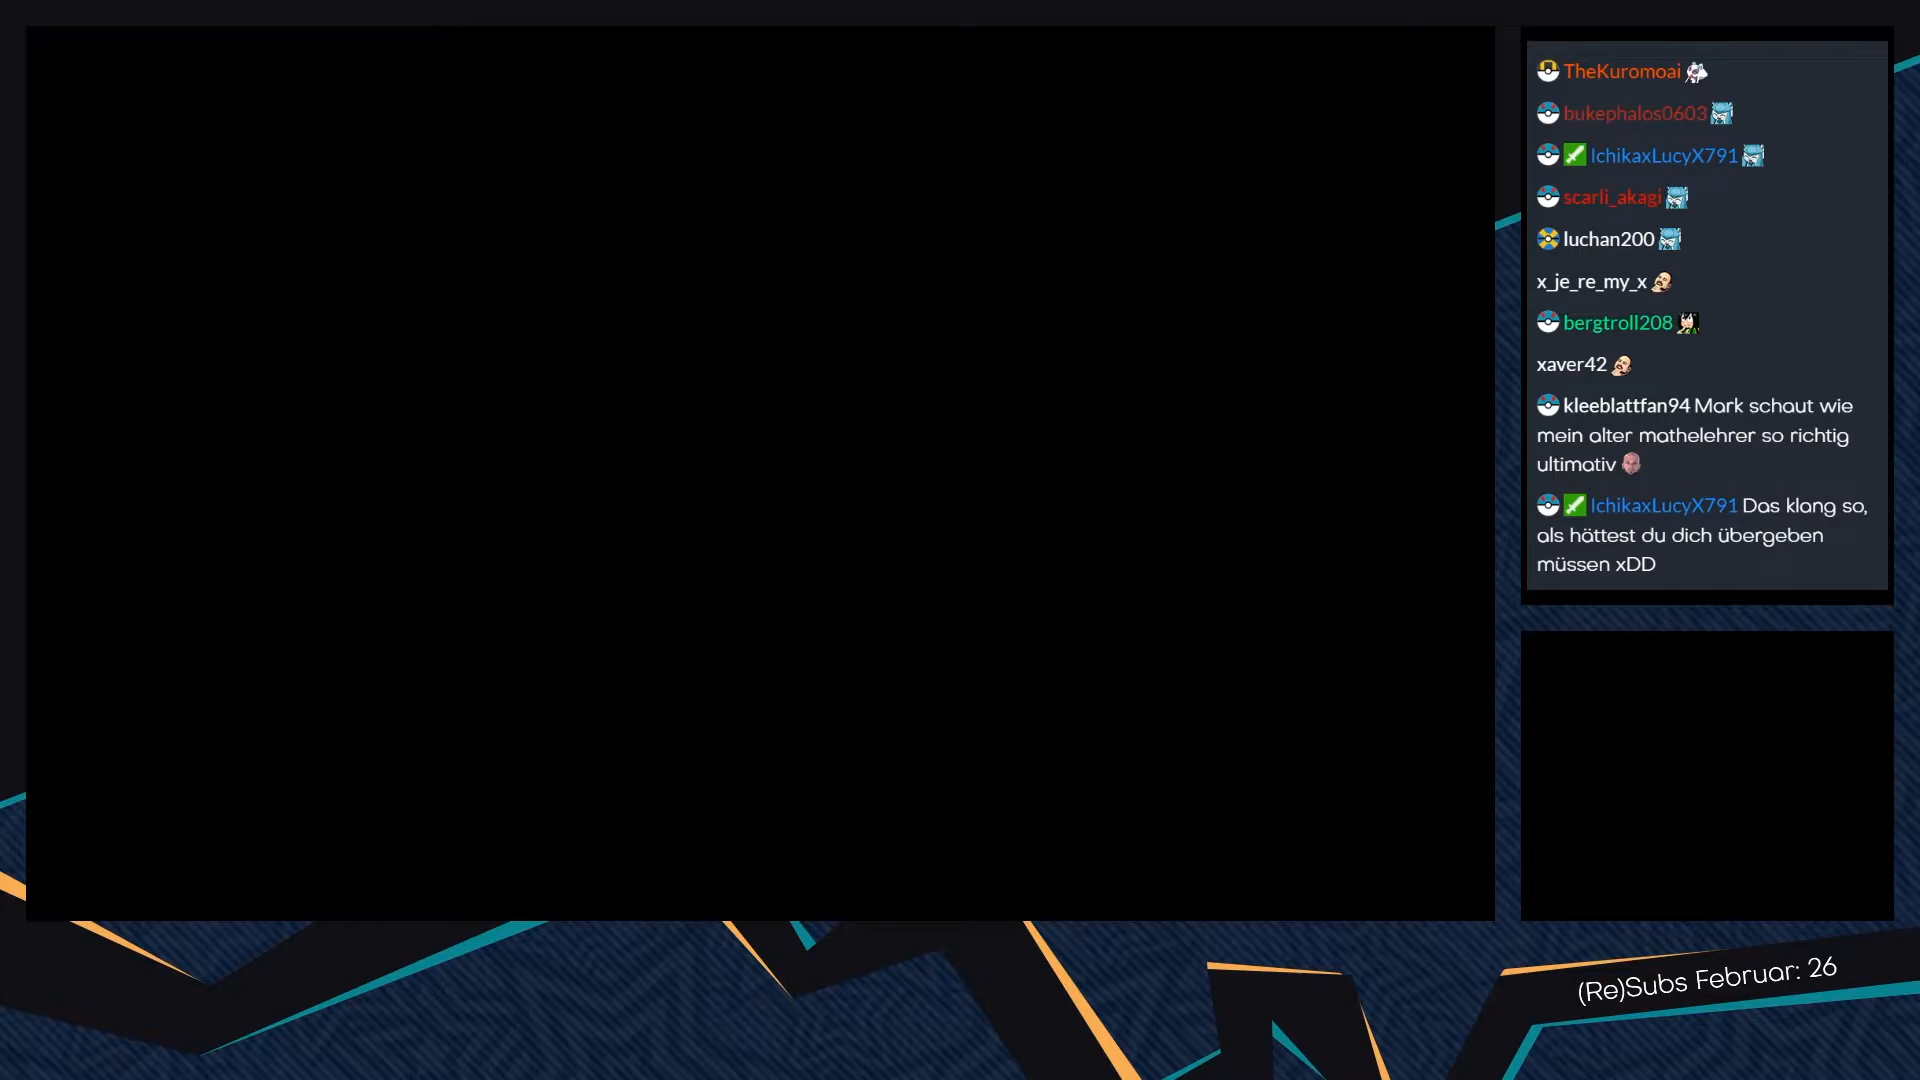 TheKuromoai
bukephalos0603
IchikaxLucyX791
scarli_akagi
luchan200
x_je_re_my_x
bergtroll208
xaver42
kleeblattfan94 Mark schaut wie
mein alter mathelehrer so richtig
ultimativ
IchikaxLucyX791 Das klang so,
als hättest du dich übergeben
müssen xDD
(Re)Subs Februar: 26